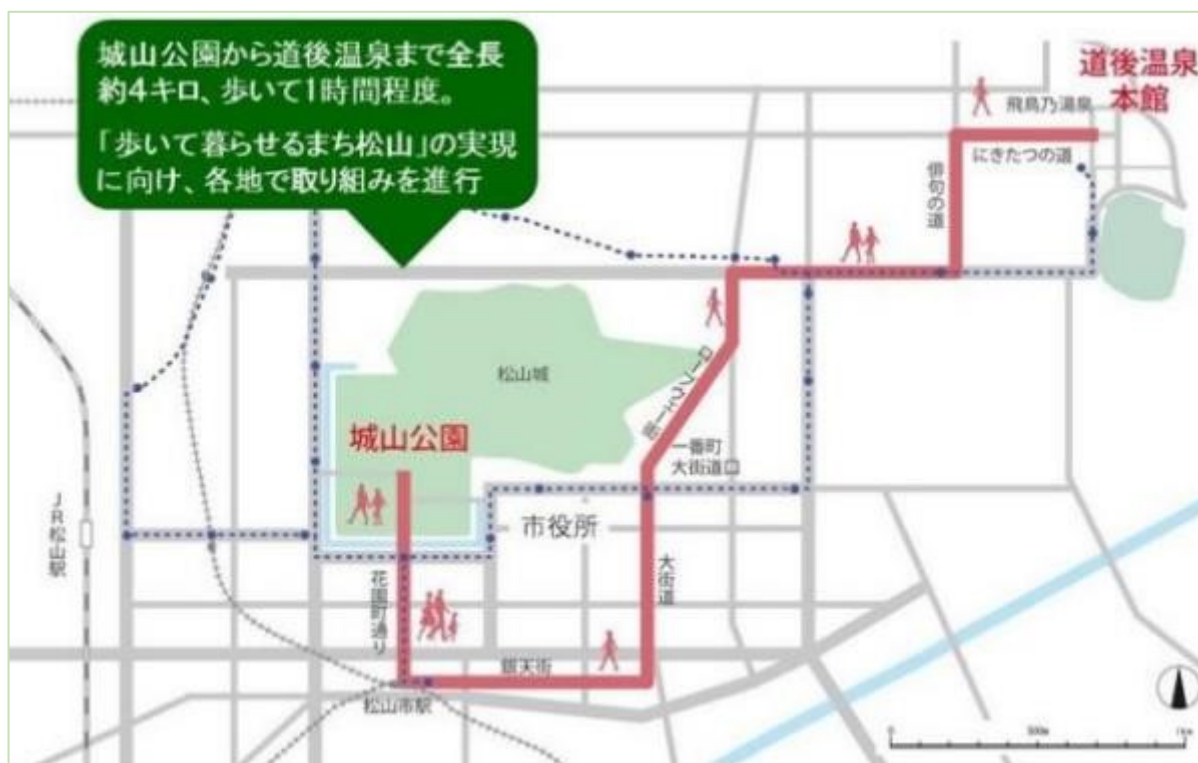 城山公園から道後温泉まで全長
約4キロ、歩いて1時間程度。
「歩いて暮らせるまち松山」の実現
に向け、各地で取り組みを進行
道後温泉
本館
飛鳥乃湯泉
にきたつの道
俳句の道
松山城
ロープウェー街
城山公園
一番町
大街道口
JR松山駅
市役所
花園町通り
大街道
銀天街
松山市駅
0
500m
1km